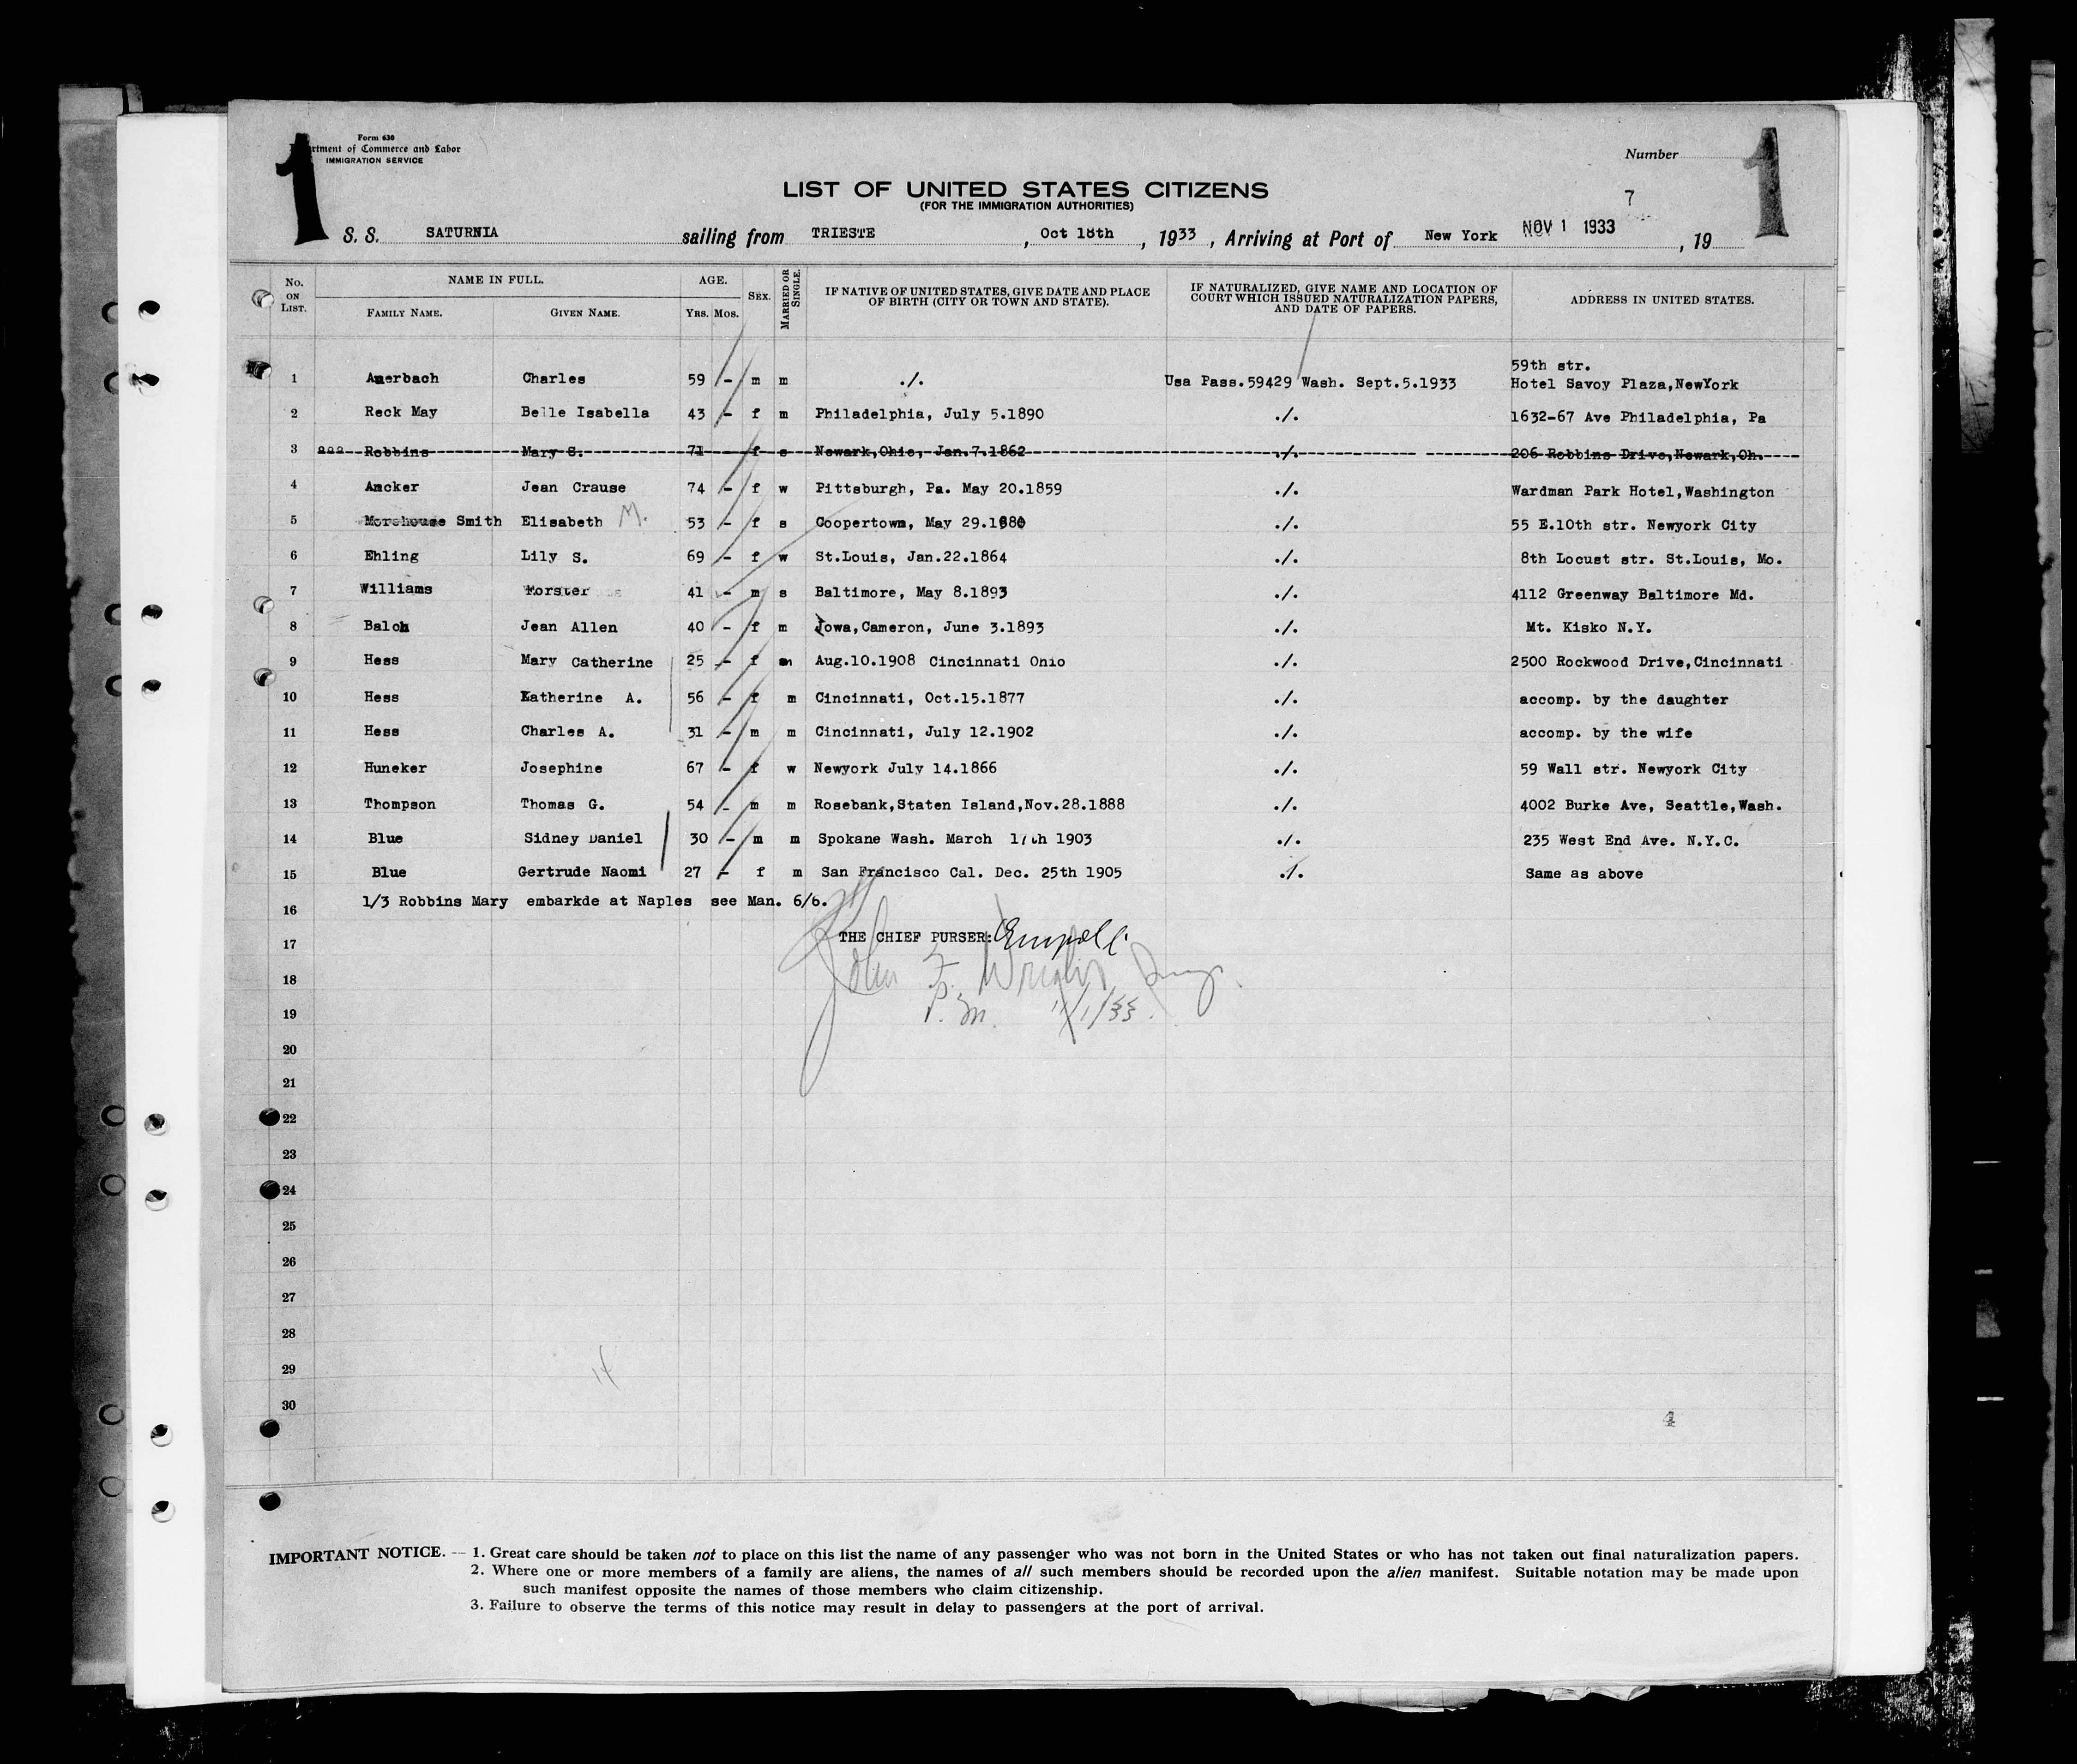 1
Form 630
rtment of Commerce and Labor
IMMIGRATION SERVICE
Number
1
LIST OF UNITED STATES CITIZENS
(FOR THE IMMIGRATION AUTHORITIES)
7
S. S. SATURNIA sailing from TRIESTE, Oct 18th, 1933, Arriving at Port of New York NOV 1 1933, 19
No. ON LIST.
NAME IN FULL.
FAMILY NAME.
GIVEN NAME.
AGE.
YRS. MOS.
SEX.
MARRIED OR SINGLE.
IF NATIVE OF UNITED STATES, GIVE DATE AND PLACE OF BIRTH (CITY OR TOWN AND STATE).
IF NATURALIZED, GIVE NAME AND LOCATION OF COURT WHICH ISSUED NATURALIZATION PAPERS, AND DATE OF PAPERS.
ADDRESS IN UNITED STATES.
59th str.
1 Auerbach Charles 59 - m m ./. Usa Pass.59429 Wash. Sept.5.1933 Hotel Savoy Plaza,NewYork
2 Reck May Belle Isabella 43 - f m Philadelphia, July 5.1890 ./. 1632-67 Ave Philadelphia, Pa
3 Robbins Mary S. 71 f s Newark,Ohio, Jan.7.1862 ./. 206 Robbins Drive,Newark,Oh.
4 Ancker Jean Crause 74 - f w Pittsburgh, Pa. May 20.1859 ./. Wardman Park Hotel,Washington
5 Morehouse Smith Elisabeth M. 53 - f s Coopertown, May 29.1880 ./. 55 E.10th str. Newyork City
6 Ehling Lily S. 69 - f w St.Louis, Jan.22.1864 ./. 8th Locust str. St.Louis, Mo.
7 Williams 41 - m s Baltimore, May 8.1893 ./. 4112 Greenway Baltimore Md.
8 Balch Jean Allen 40 - f m Jowa,Cameron, June 3.1893 ./. Mt. Kisko N.Y.
9 Hess Mary Catherine 25 - f m Aug.10.1908 Cincinnati Ohio ./. 2500 Rockwood Drive,Cincinnati
10 Hess Katherine A. 56 - f m Cincinnati, Oct.15.1877 ./. accomp. by the daughter
11 Hess Charles A. 31 - m m Cincinnati, July 12.1902 ./. accomp. by the wife
12 Huneker Josephine 67 - f w Newyork July 14.1866 ./. 59 Wall str. Newyork City
13 Thompson Thomas G. 54 - m m Rosebank,Staten Island,Nov.28.1888 ./. 4002 Burke Ave, Seattle,Wash.
14 Blue Sidney Daniel 30 - m m Spokane Wash. March 17th 1903 ./. 235 West End Ave. N.Y.C.
15 Blue Gertrude Naomi 27 - f m San Francisco Cal. Dec. 25th 1905 ./. Same as above
16 1/3 Robbins Mary embarkde at Naples see Man. 6/6.
17 THE CHIEF PURSER:
18 John F. Wright
19 11/1/33.
20
21
22
23
24
25
26
27
28
29
30
IMPORTANT NOTICE. — 1. Great care should be taken not to place on this list the name of any passenger who was not born in the United States or who has not taken out final naturalization papers.
2. Where one or more members of a family are aliens, the names of all such members should be recorded upon the alien manifest. Suitable notation may be made upon
such manifest opposite the names of those members who claim citizenship.
3. Failure to observe the terms of this notice may result in delay to passengers at the port of arrival.